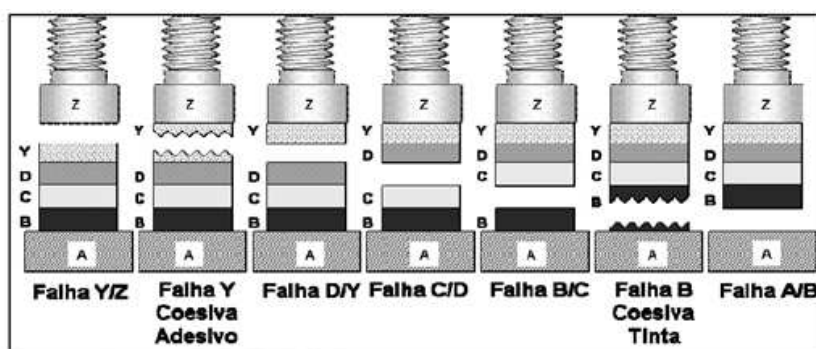 Z Z Z Z Z Z Z
Y Y Y Y Y
Y D D
D D D C C
C C C C B
B B B B B B
A A A A A A A
Falha Y/Z
Falha Y
Coesiva
Adesivo
Falha D/Y
Falha C/D
Falha B/C
Falha B
Coesiva
Tinta
Falha A/B